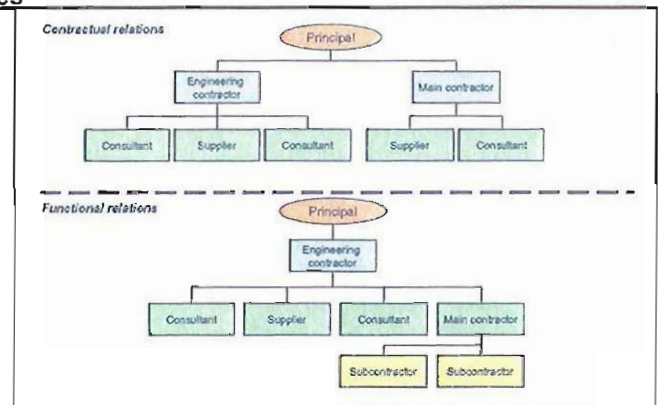 Contractual relations
Principal
Engineering
contractor
Main contractor
Consultant
Supplier
Consultant
Supplier
Consultant
Functional relations
Principal
Engineering
contractor
Consultant
Supplier
Consultant
Main contractor
Subcontractor
Subcontractor